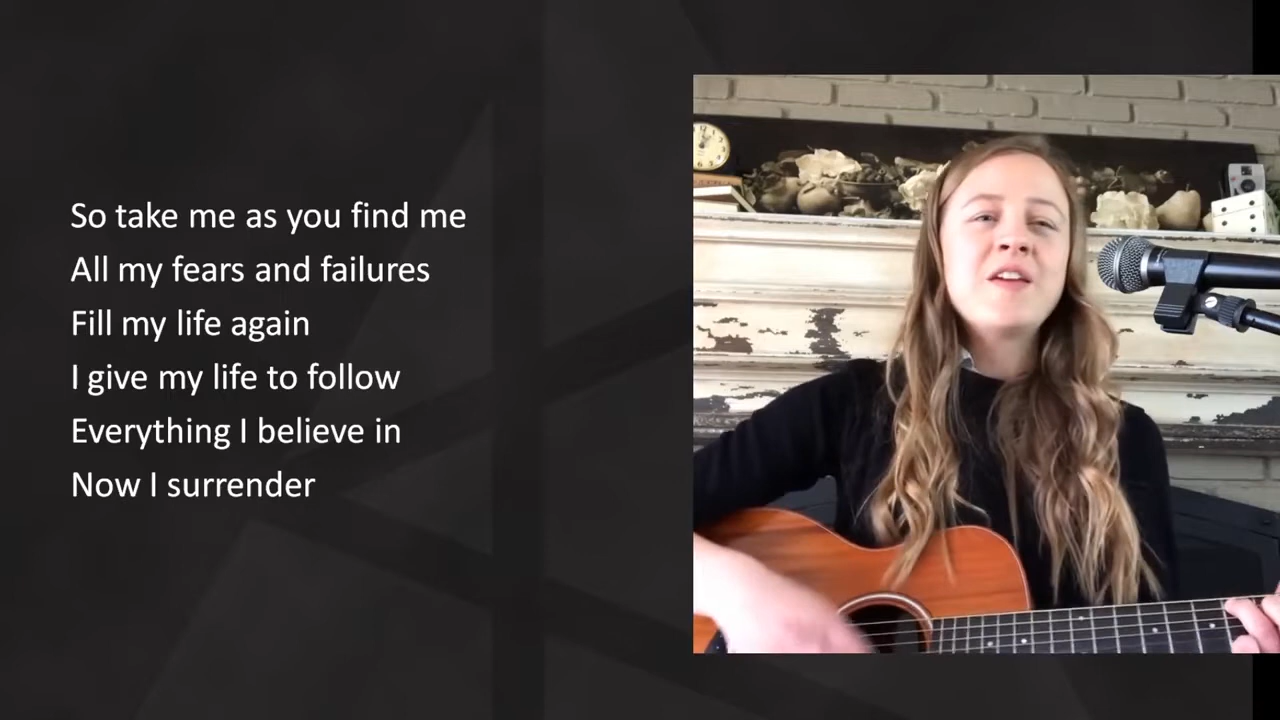 So take me as you find me
All my fears and failures
Fill my life again
I give my life to follow
Everything I believe in
Now I surrender